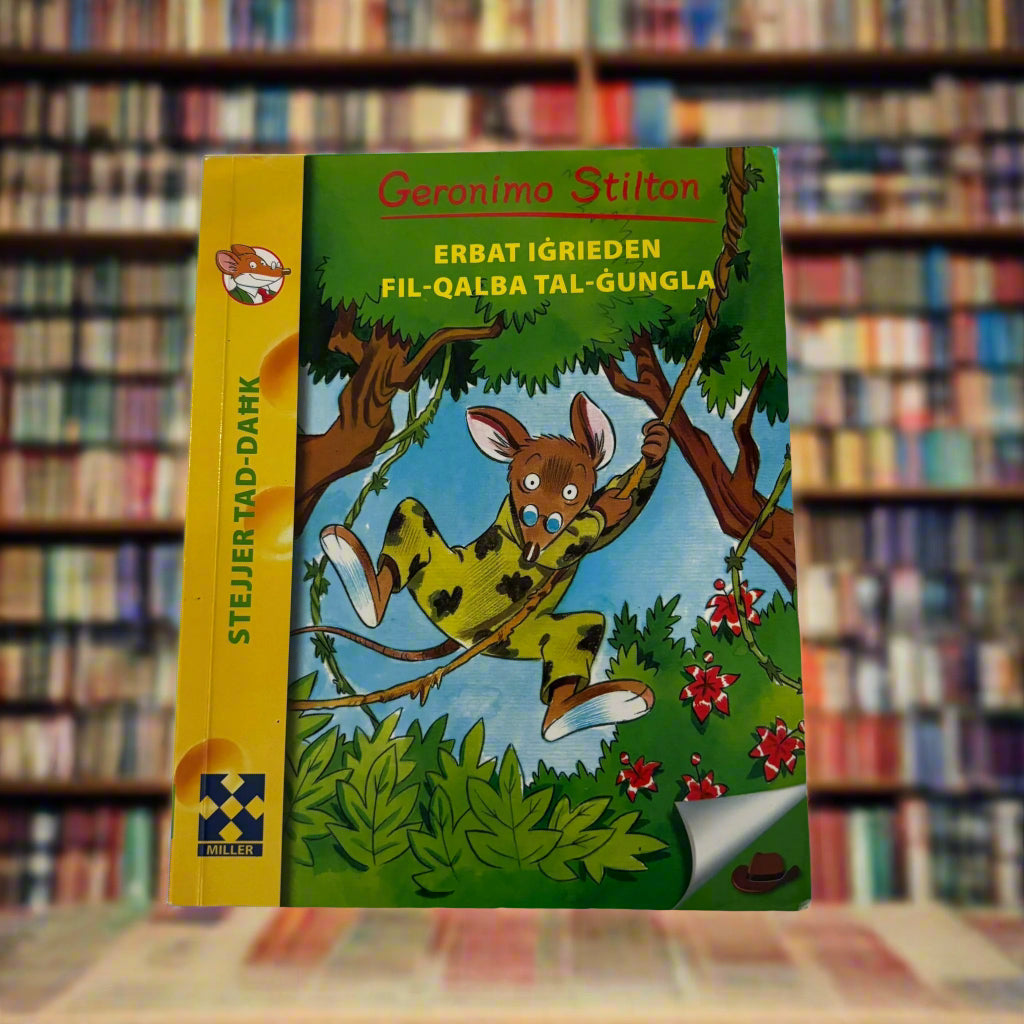 Geronimo Stilton
ERBAT IĠRIEDEN
FIL-QALBA TAL-ĠUNGLA
STEJJER TAD-DAĦK
MILLER